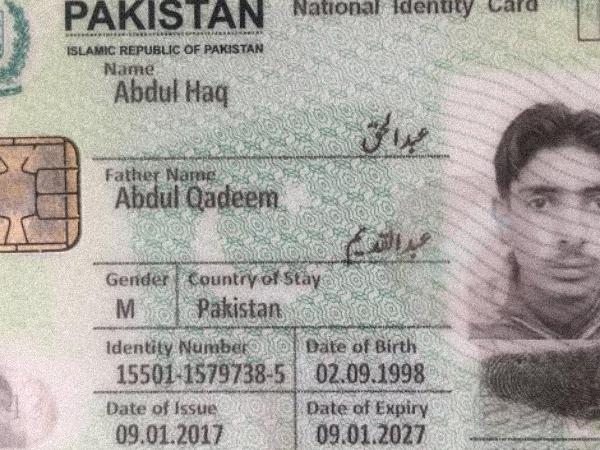 PAKISTAN National Identity Card
ISLAMIC REPUBLIC OF PAKISTAN
Name
Abdul Haq
عبدالحق
Father Name
Abdul Qadeem
عبدالقدیم
Gender Country of Stay
M Pakistan
Identity Number Date of Birth
15501-1579738-5 02.09.1998
Date of Issue Date of Expiry
09.01.2017 09.01.2027